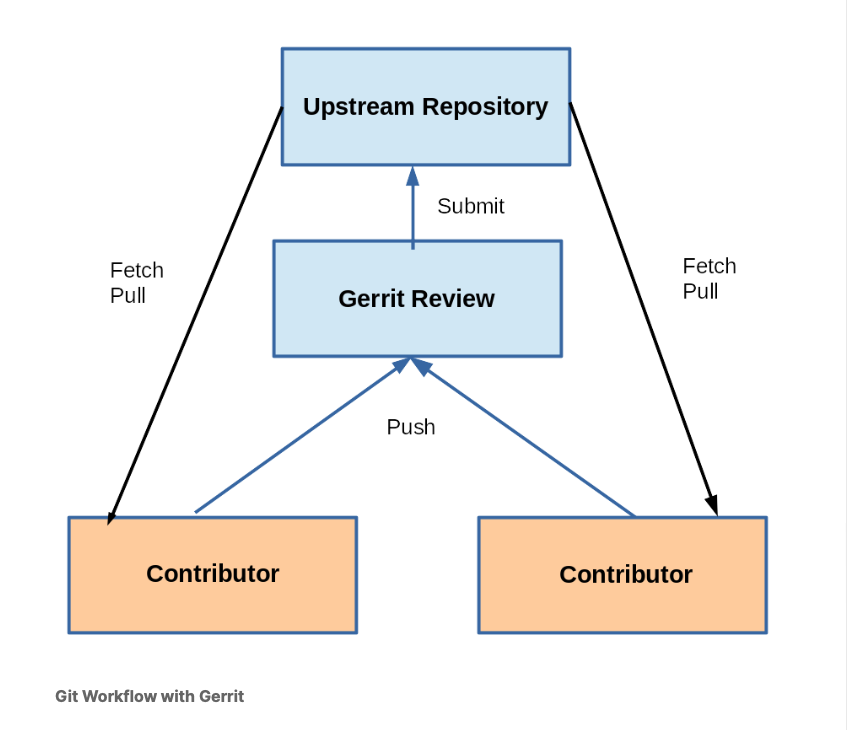 Upstream Repository
Submit
Fetch
Pull
Fetch
Pull
Gerrit Review
Push
Contributor
Contributor
Git Workflow with Gerrit